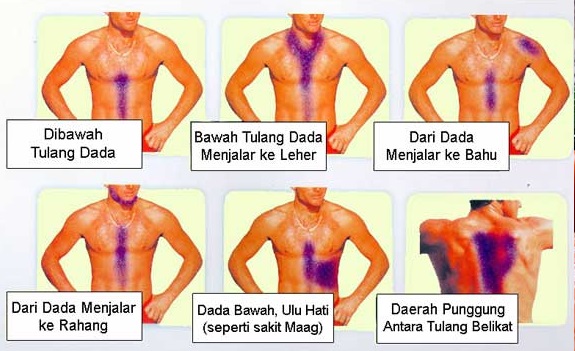 Dibawah
Tulang Dada
Bawah Tulang Dada
Menjalar ke Leher
Dari Dada
Menjalar ke Bahu
Dari Dada Menjalar
ke Rahang
Dada Bawah, Ulu Hati
(seperti sakit Maag)
Daerah Punggung
Antara Tulang Belikat